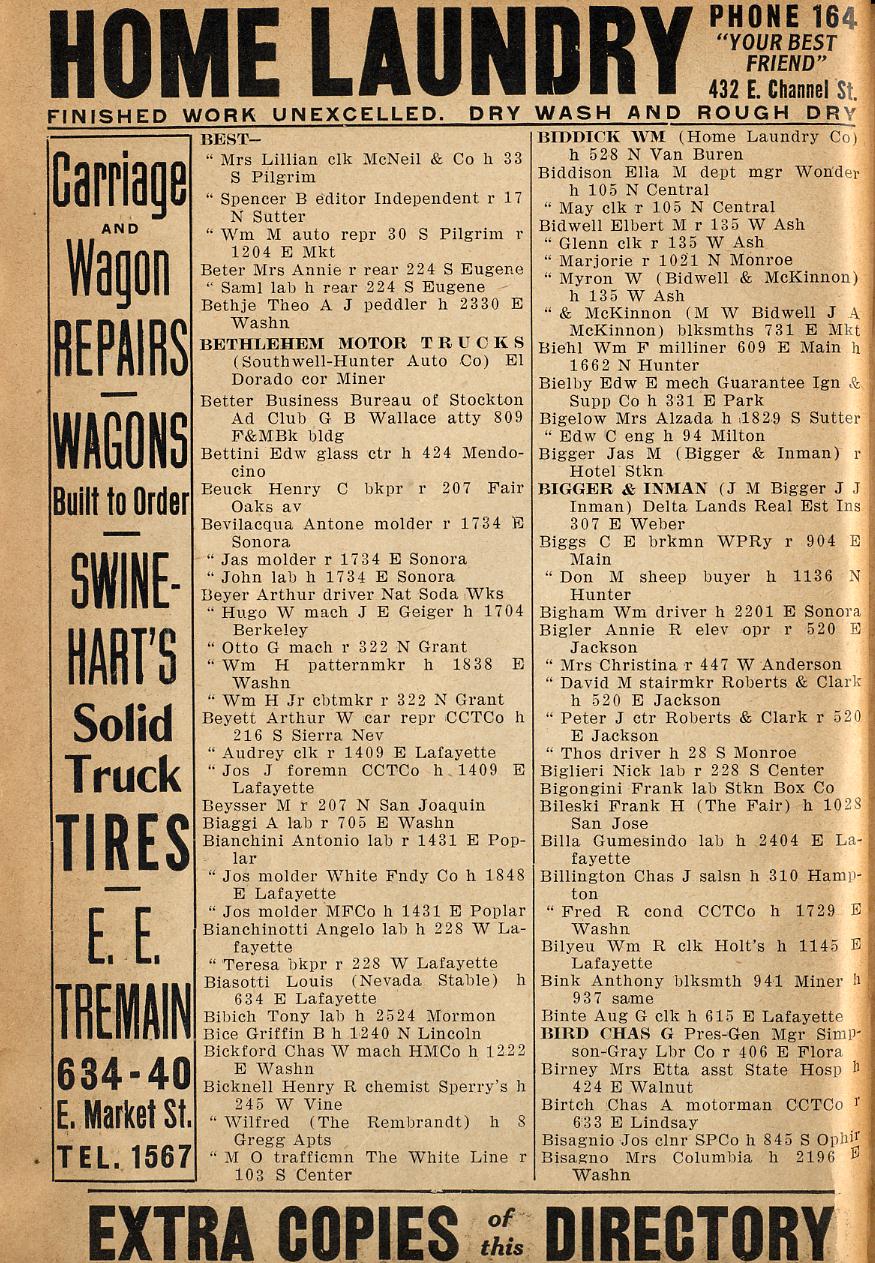 HOME LAUNDRY
PHONE 164
"YOUR BEST
FRIEND"
432 E. Channel St.
FINISHED WORK UNEXCELLED. DRY WASH AND ROUGH DRY
Carriage
AND
Wagon
REPAIRS
WAGONS
Built to Order
SWINE-
HART'S
Solid
Truck
TIRES
E. E.
TREMAIN
634-40
E. Market St.
TEL. 1567
BEST—
" Mrs Lillian clk McNeil & Co h 33
S Pilgrim
" Spencer B editor Independent r 17
N Sutter
" Wm M auto repr 30 S Pilgrim r
1204 E Mkt
Beter Mrs Annie r rear 224 S Eugene
" Saml lab h rear 224 S Eugene
Bethje Theo A J peddler h 2330 E
Washn
BETHLEHEM MOTOR TRUCKS
(Southwell-Hunter Auto Co) El
Dorado cor Miner
Better Business Bureau of Stockton
Ad Club G B Wallace atty 809
F&MBk bldg
Bettini Edw glass ctr h 424 Mendo-
cino
Beuck Henry C bkpr r 207 Fair
Oaks av
Bevilacqua Antone molder r 1734 E
Sonora
" Jas molder r 1734 E Sonora
" John lab h 1734 E Sonora
Beyer Arthur driver Nat Soda Wks
" Hugo W mach J E Geiger h 1704
Berkeley
" Otto G mach r 322 N Grant
" Wm H patternmkr h 1838 E
Washn
" Wm H Jr cbtmkr r 322 N Grant
Beyett Arthur W car repr CCTCo h
216 S Sierra Nev
" Audrey clk r 1409 E Lafayette
" Jos J foremn CCTCo h 1409 E
Lafayette
Beysser M r 207 N San Joaquin
Biaggi A lab r 705 E Washn
Bianchini Antonio lab r 1431 E Pop-
lar
" Jos molder White Fndy Co h 1848
E Lafayette
" Jos molder MFCo h 1431 E Poplar
Bianchinotti Angelo lab h 228 W La-
fayette
" Teresa bkpr r 228 W Lafayette
Biasotti Louis (Nevada Stable) h
634 E Lafayette
Bibich Tony lab h 2524 Mormon
Bice Griffin B h 1240 N Lincoln
Bickford Chas W mach HMCo h 1222
E Washn
Bicknell Henry R chemist Sperry's h
245 W Vine
" Wilfred (The Rembrandt) h 8
Gregg Apts
" M O trafficmn The White Line r
103 S Center
BIDDICK WM (Home Laundry Co)
h 528 N Van Buren
Biddison Ella M dept mgr Wonder
h 105 N Central
" May clk r 105 N Central
Bidwell Elbert M r 135 W Ash
" Glenn clk r 135 W Ash
" Marjorie r 1021 N Monroe
" Myron W (Bidwell & McKinnon)
h 135 W Ash
" & McKinnon (M W Bidwell J A
McKinnon) blksmths 731 E Mkt
Biehl Wm F milliner 609 E Main h
1662 N Hunter
Bielby Edw E mech Guarantee Ign &
Supp Co h 331 E Park
Bigelow Mrs Alzada h 1829 S Sutter
" Edw C eng h 94 Milton
Bigger Jas M (Bigger & Inman) r
Hotel Stkn
BIGGER & INMAN (J M Bigger J J
Inman) Delta Lands Real Est Ins
307 E Weber
Biggs C E brkmn WPRy r 904 E
Main
" Don M sheep buyer h 1136 N
Hunter
Bigham Wm driver h 2201 E Sonora
Bigler Annie R elev opr r 520 E
Jackson
" Mrs Christina r 447 W Anderson
" David M stairmkr Roberts & Clark
h 520 E Jackson
" Peter J ctr Roberts & Clark r 520
E Jackson
" Thos driver h 28 S Monroe
Biglieri Nick lab r 228 S Center
Bigongini Frank lab Stkn Box Co
Bileski Frank H (The Fair) h 1028
San Jose
Billa Gumesindo lab h 2404 E La-
fayette
Billington Chas J salsn h 310 Hamp-
ton
" Fred R cond CCTCo h 1729 E
Washn
Bilyeu Wm R clk Holt's h 1145 E
Lafayette
Bink Anthony blksmth 941 Miner h
937 same
Binte Aug G clk h 615 E Lafayette
BIRD CHAS G Pres-Gen Mgr Simp-
son-Gray Lbr Co r 406 E Flora
Birney Mrs Etta asst State Hosp h
424 E Walnut
Birtch Chas A motorman CCTCo r
633 E Lindsay
Bisagnio Jos clnr SPCo h 845 S Ophir
Bisagno Mrs Columbia h 2196 E
Washn
EXTRA COPIES of this DIRECTORY